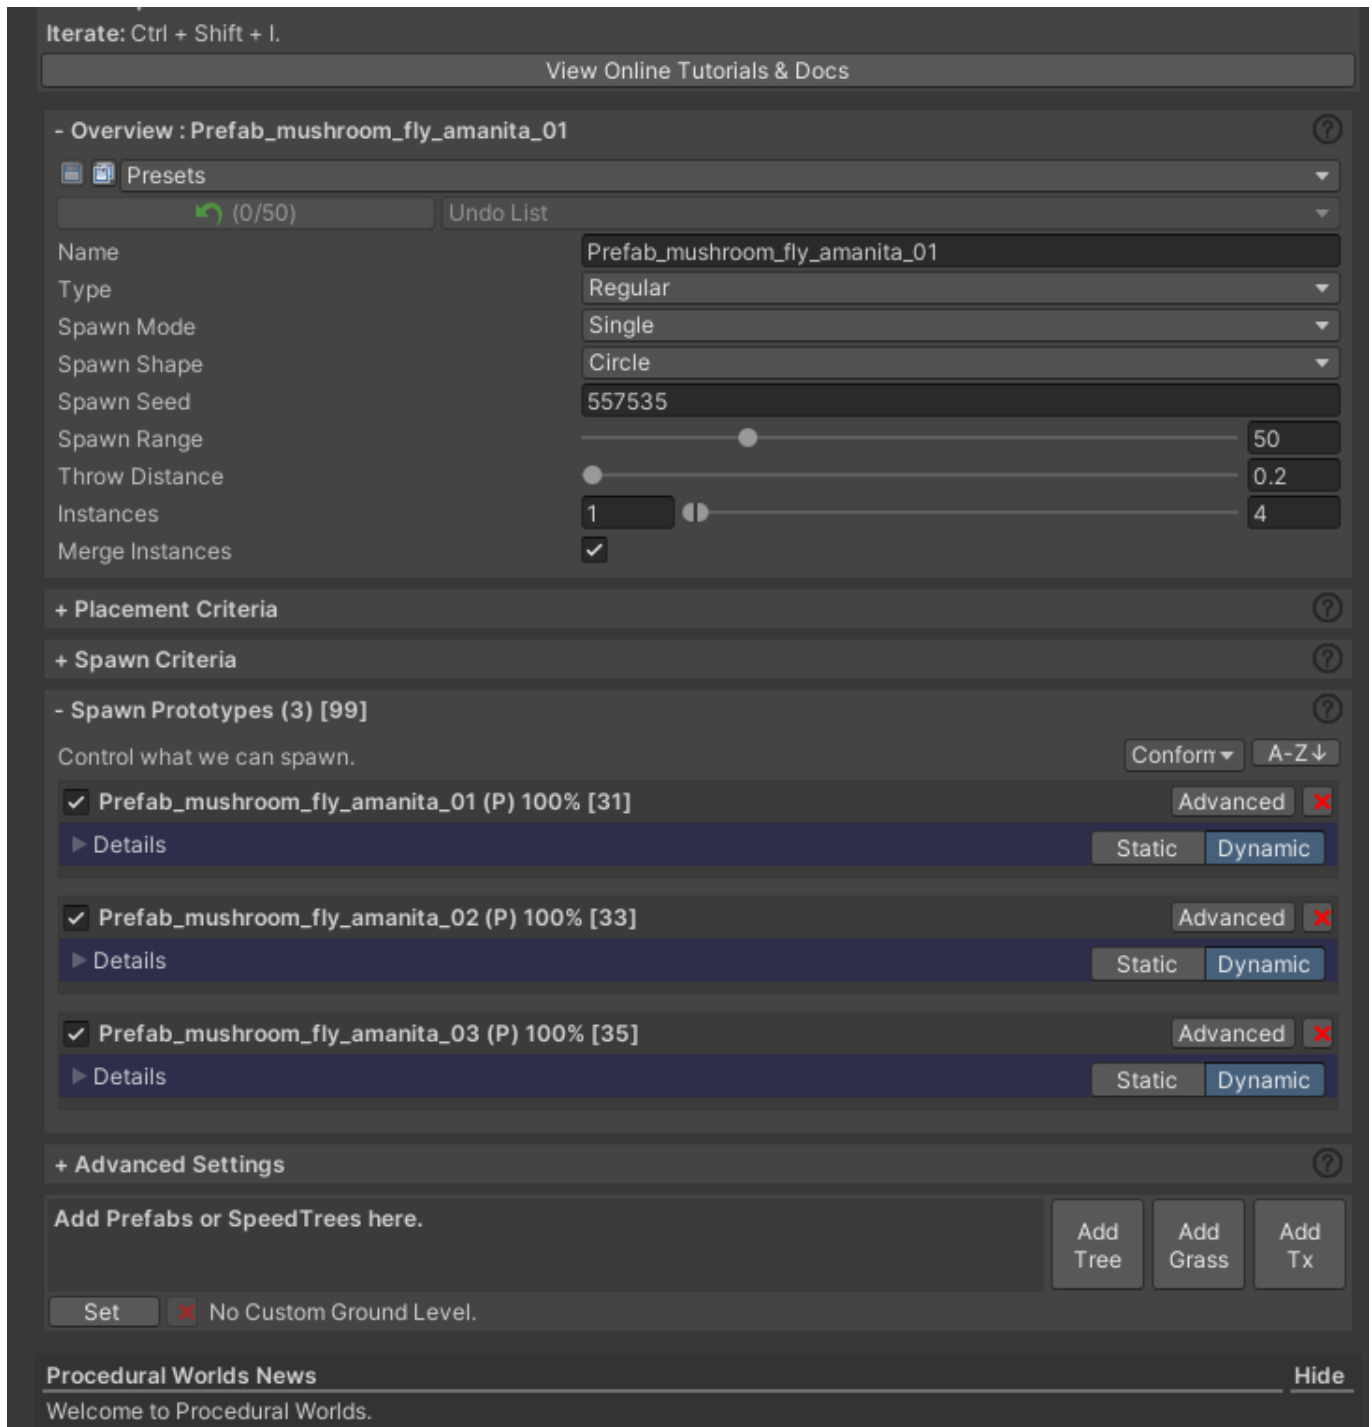 Iterate: Ctrl + Shift + I.
View Online Tutorials & Docs
- Overview : Prefab_mushroom_fly_amanita_01
Presets
(0/50) Undo List
Name Prefab_mushroom_fly_amanita_01
Type Regular
Spawn Mode Single
Spawn Shape Circle
Spawn Seed 557535
Spawn Range 50
Throw Distance 0.2
Instances 1 4
Merge Instances
+ Placement Criteria
+ Spawn Criteria
- Spawn Prototypes (3) [99]
Control what we can spawn. Conform A-Z↓
Prefab_mushroom_fly_amanita_01 (P) 100% [31] Advanced
Details Static Dynamic
Prefab_mushroom_fly_amanita_02 (P) 100% [33] Advanced
Details Static Dynamic
Prefab_mushroom_fly_amanita_03 (P) 100% [35] Advanced
Details Static Dynamic
+ Advanced Settings
Add Prefabs or SpeedTrees here.
Add Tree
Add Grass
Add Tx
Set No Custom Ground Level.
Procedural Worlds News Hide
Welcome to Procedural Worlds.